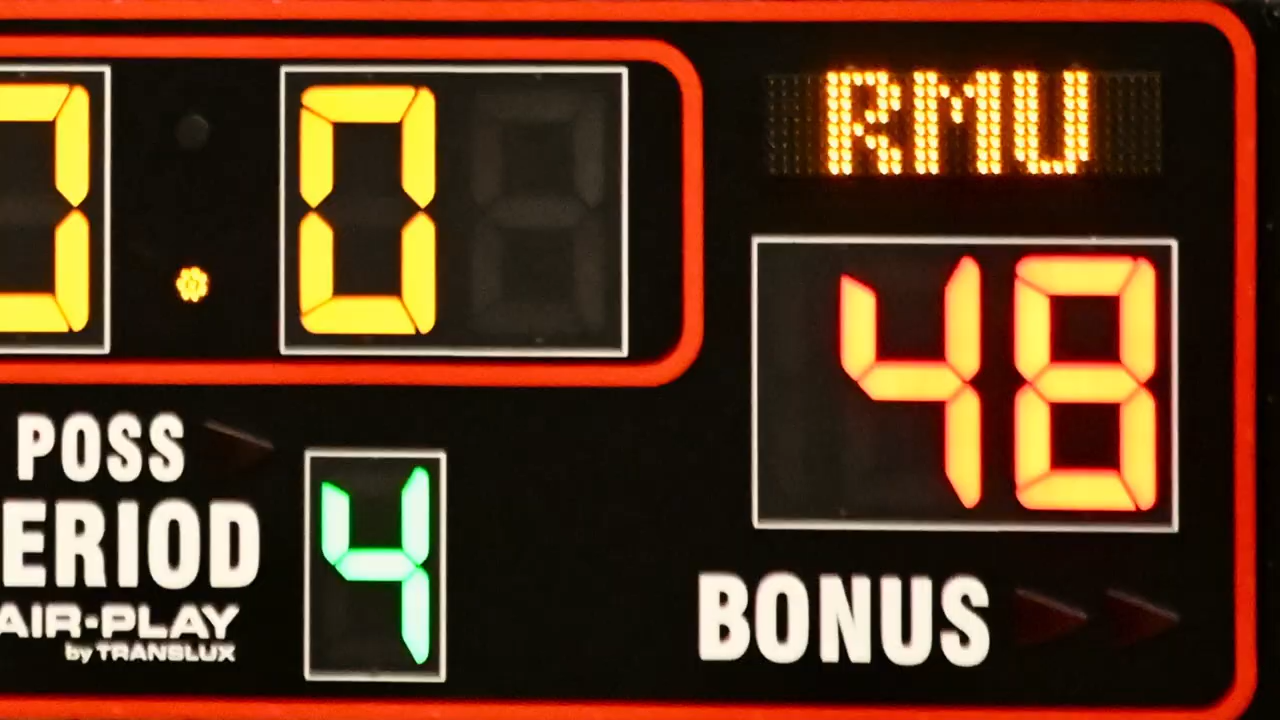 0.0
RMU
48
POSS
ERIOD 4
AIR-PLAY
by TRANSLUX
BONUS